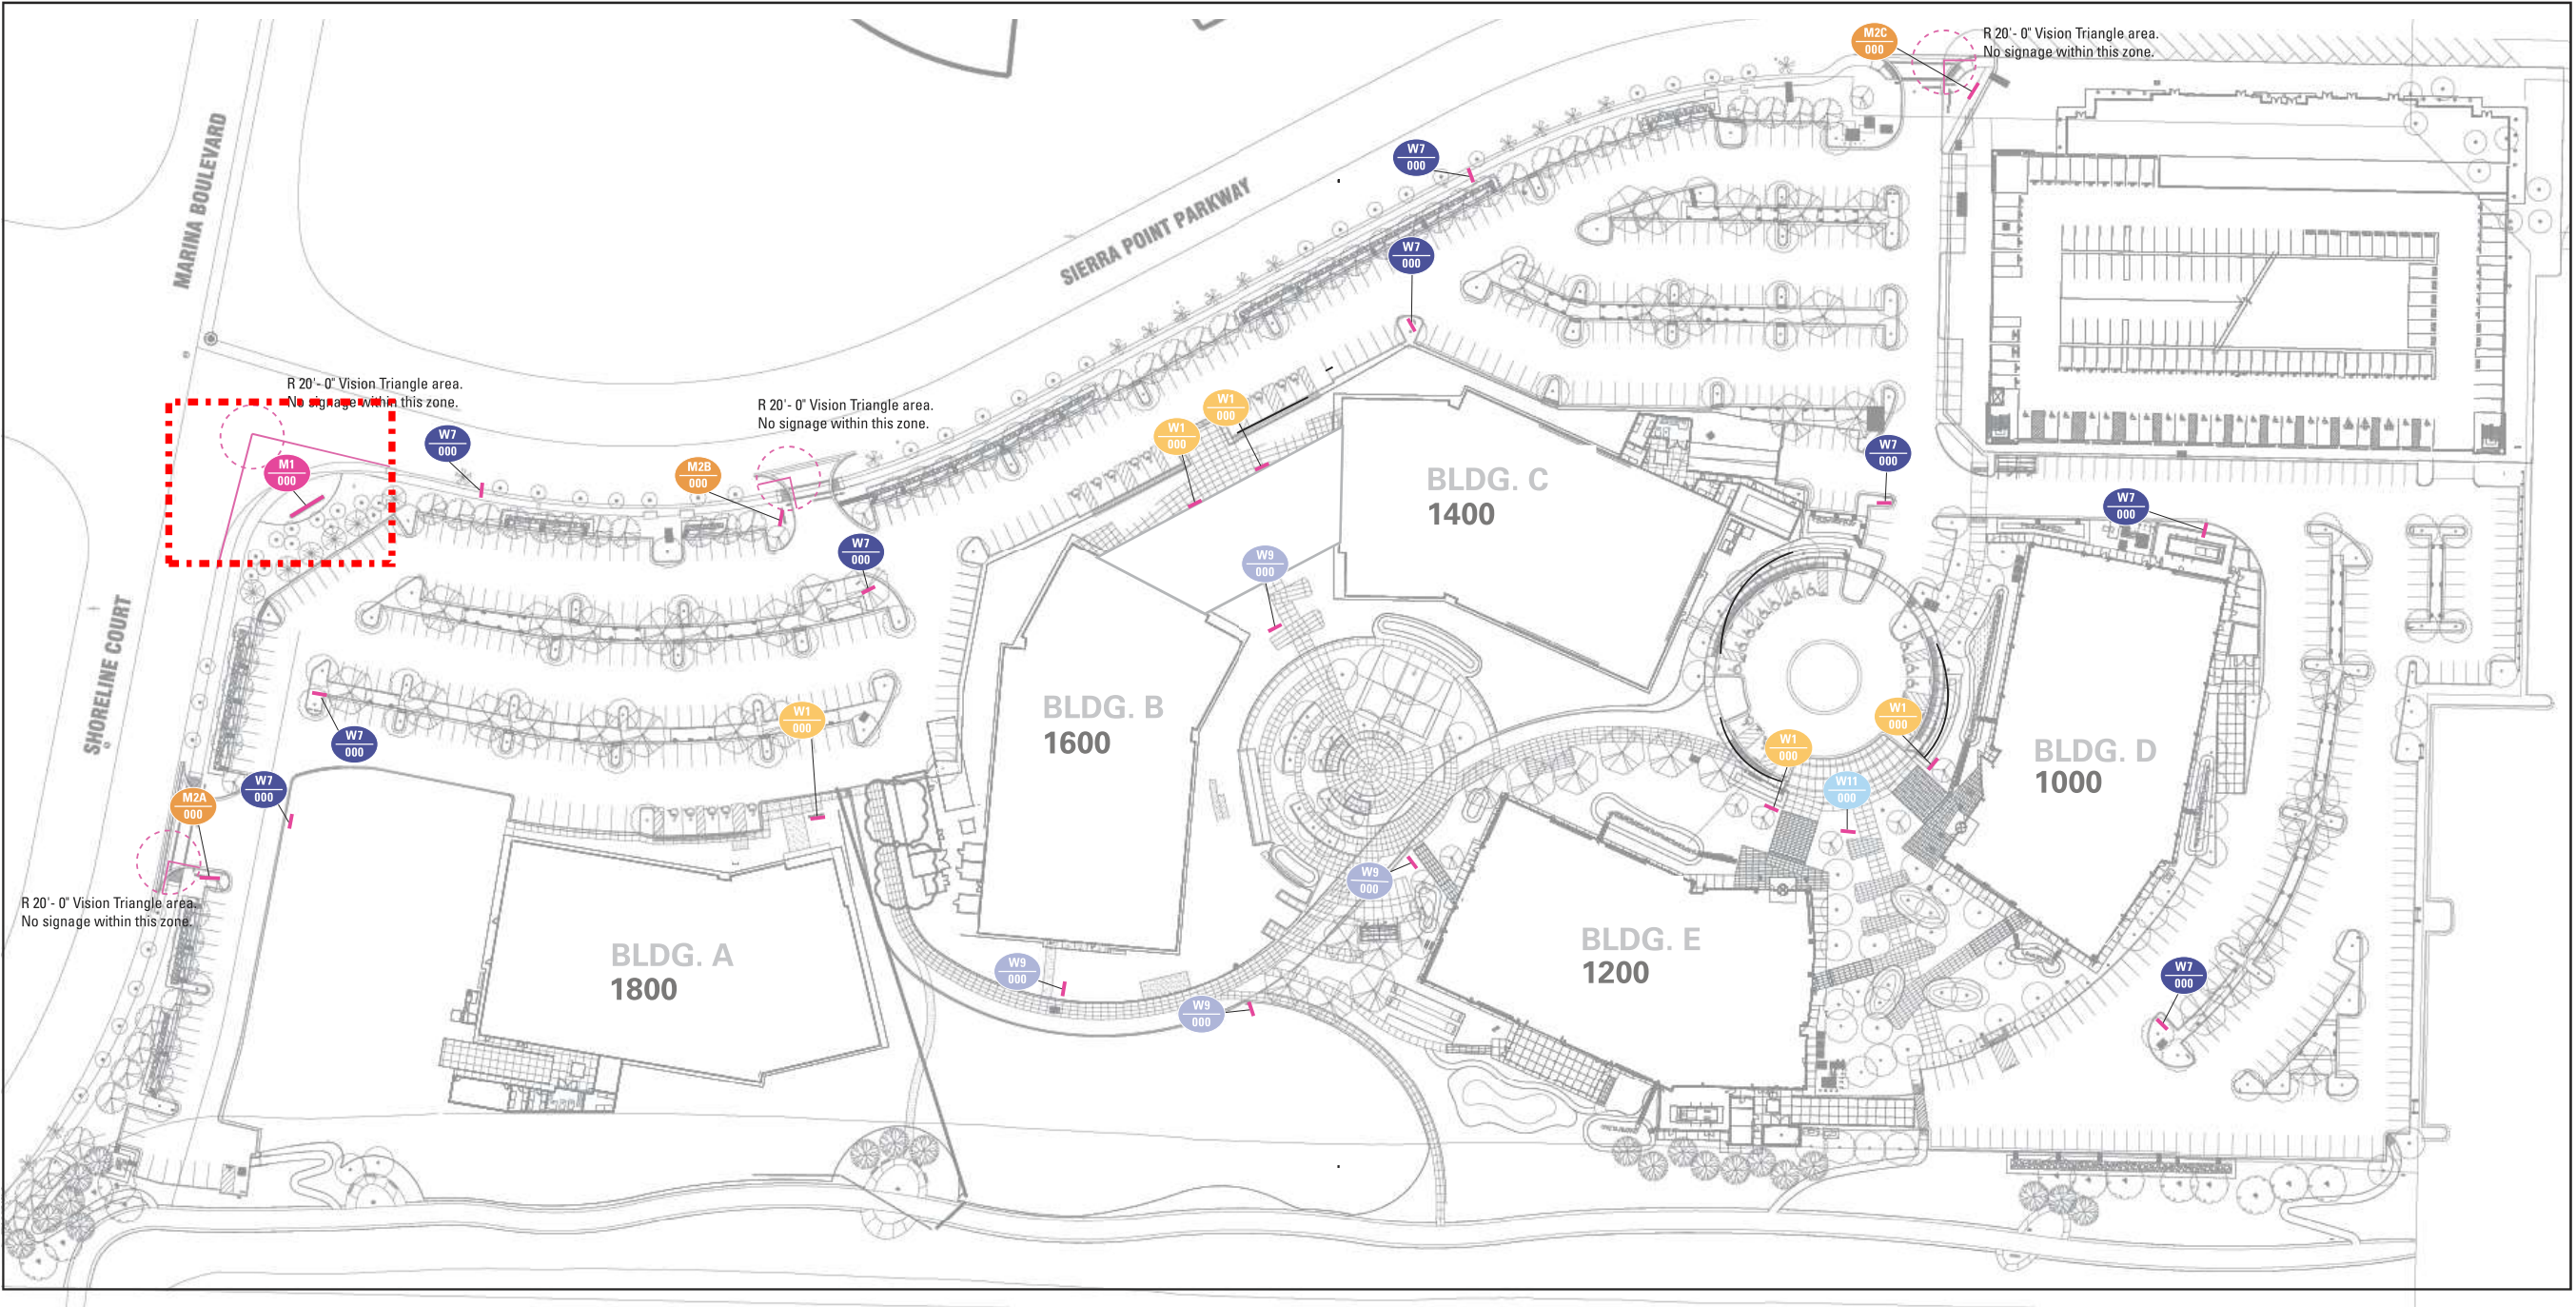 M2C
000
R 20'- 0" Vision Triangle area.
No signage within this zone.
MARINA BOULEVARD
SIERRA POINT PARKWAY
W7
000
W7
000
R 20'- 0" Vision Triangle area.
No signage within this zone.
R 20'- 0" Vision Triangle area.
No signage within this zone.
W1
000
W1
000
W7
000
M1
000
M2B
000
W7
000
BLDG. C
1400
W7
000
W7
000
W9
000
SHORELINE COURT
BLDG. B
1600
W1
000
W7
000
W1
000
W1
000
BLDG. D
1000
W7
000
M2A
000
W11
000
R 20'- 0" Vision Triangle area.
No signage within this zone.
W9
000
BLDG. A
1800
BLDG. E
1200
W9
000
W9
000
W7
000